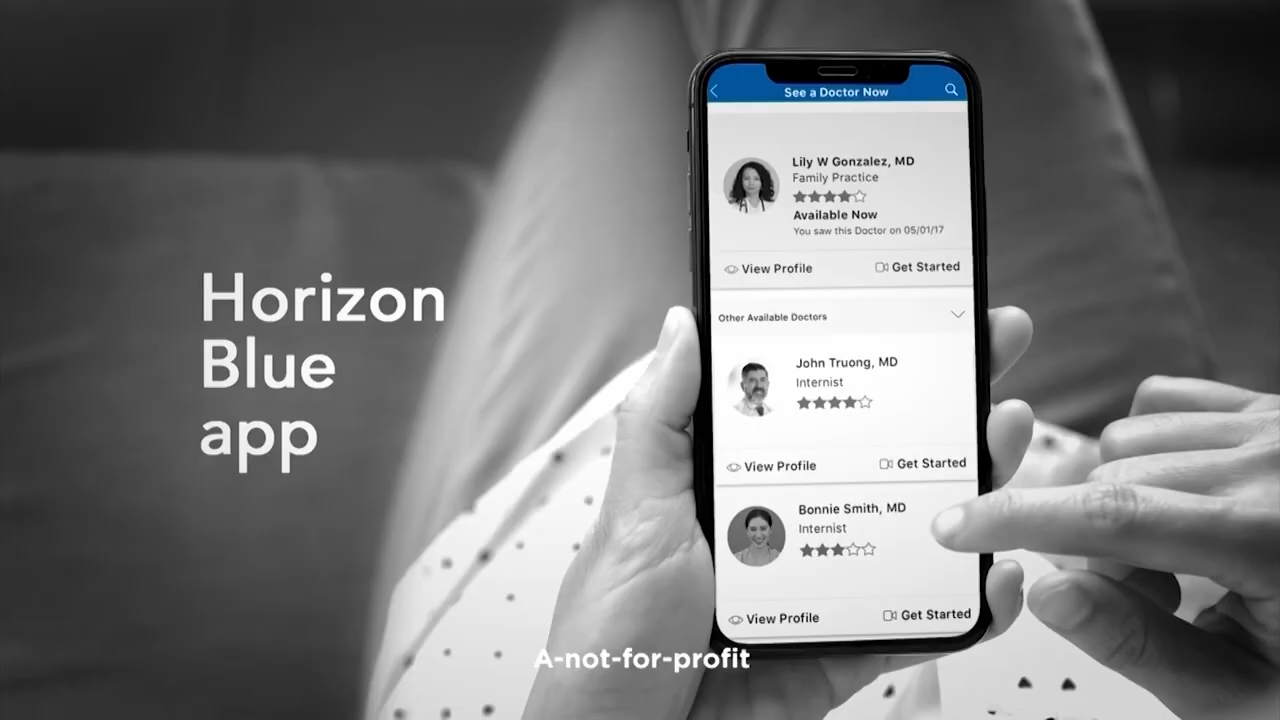 Horizon
Blue
app
See a Doctor Now
Lily W Gonzalez, MD
Family Practice
Available Now
You saw this Doctor on 05/01/17
View Profile
Get Started
Other Available Doctors
John Truong, MD
Internist
View Profile
Get Started
Bonnie Smith, MD
Internist
View Profile
Get Started
A-not-for-profit